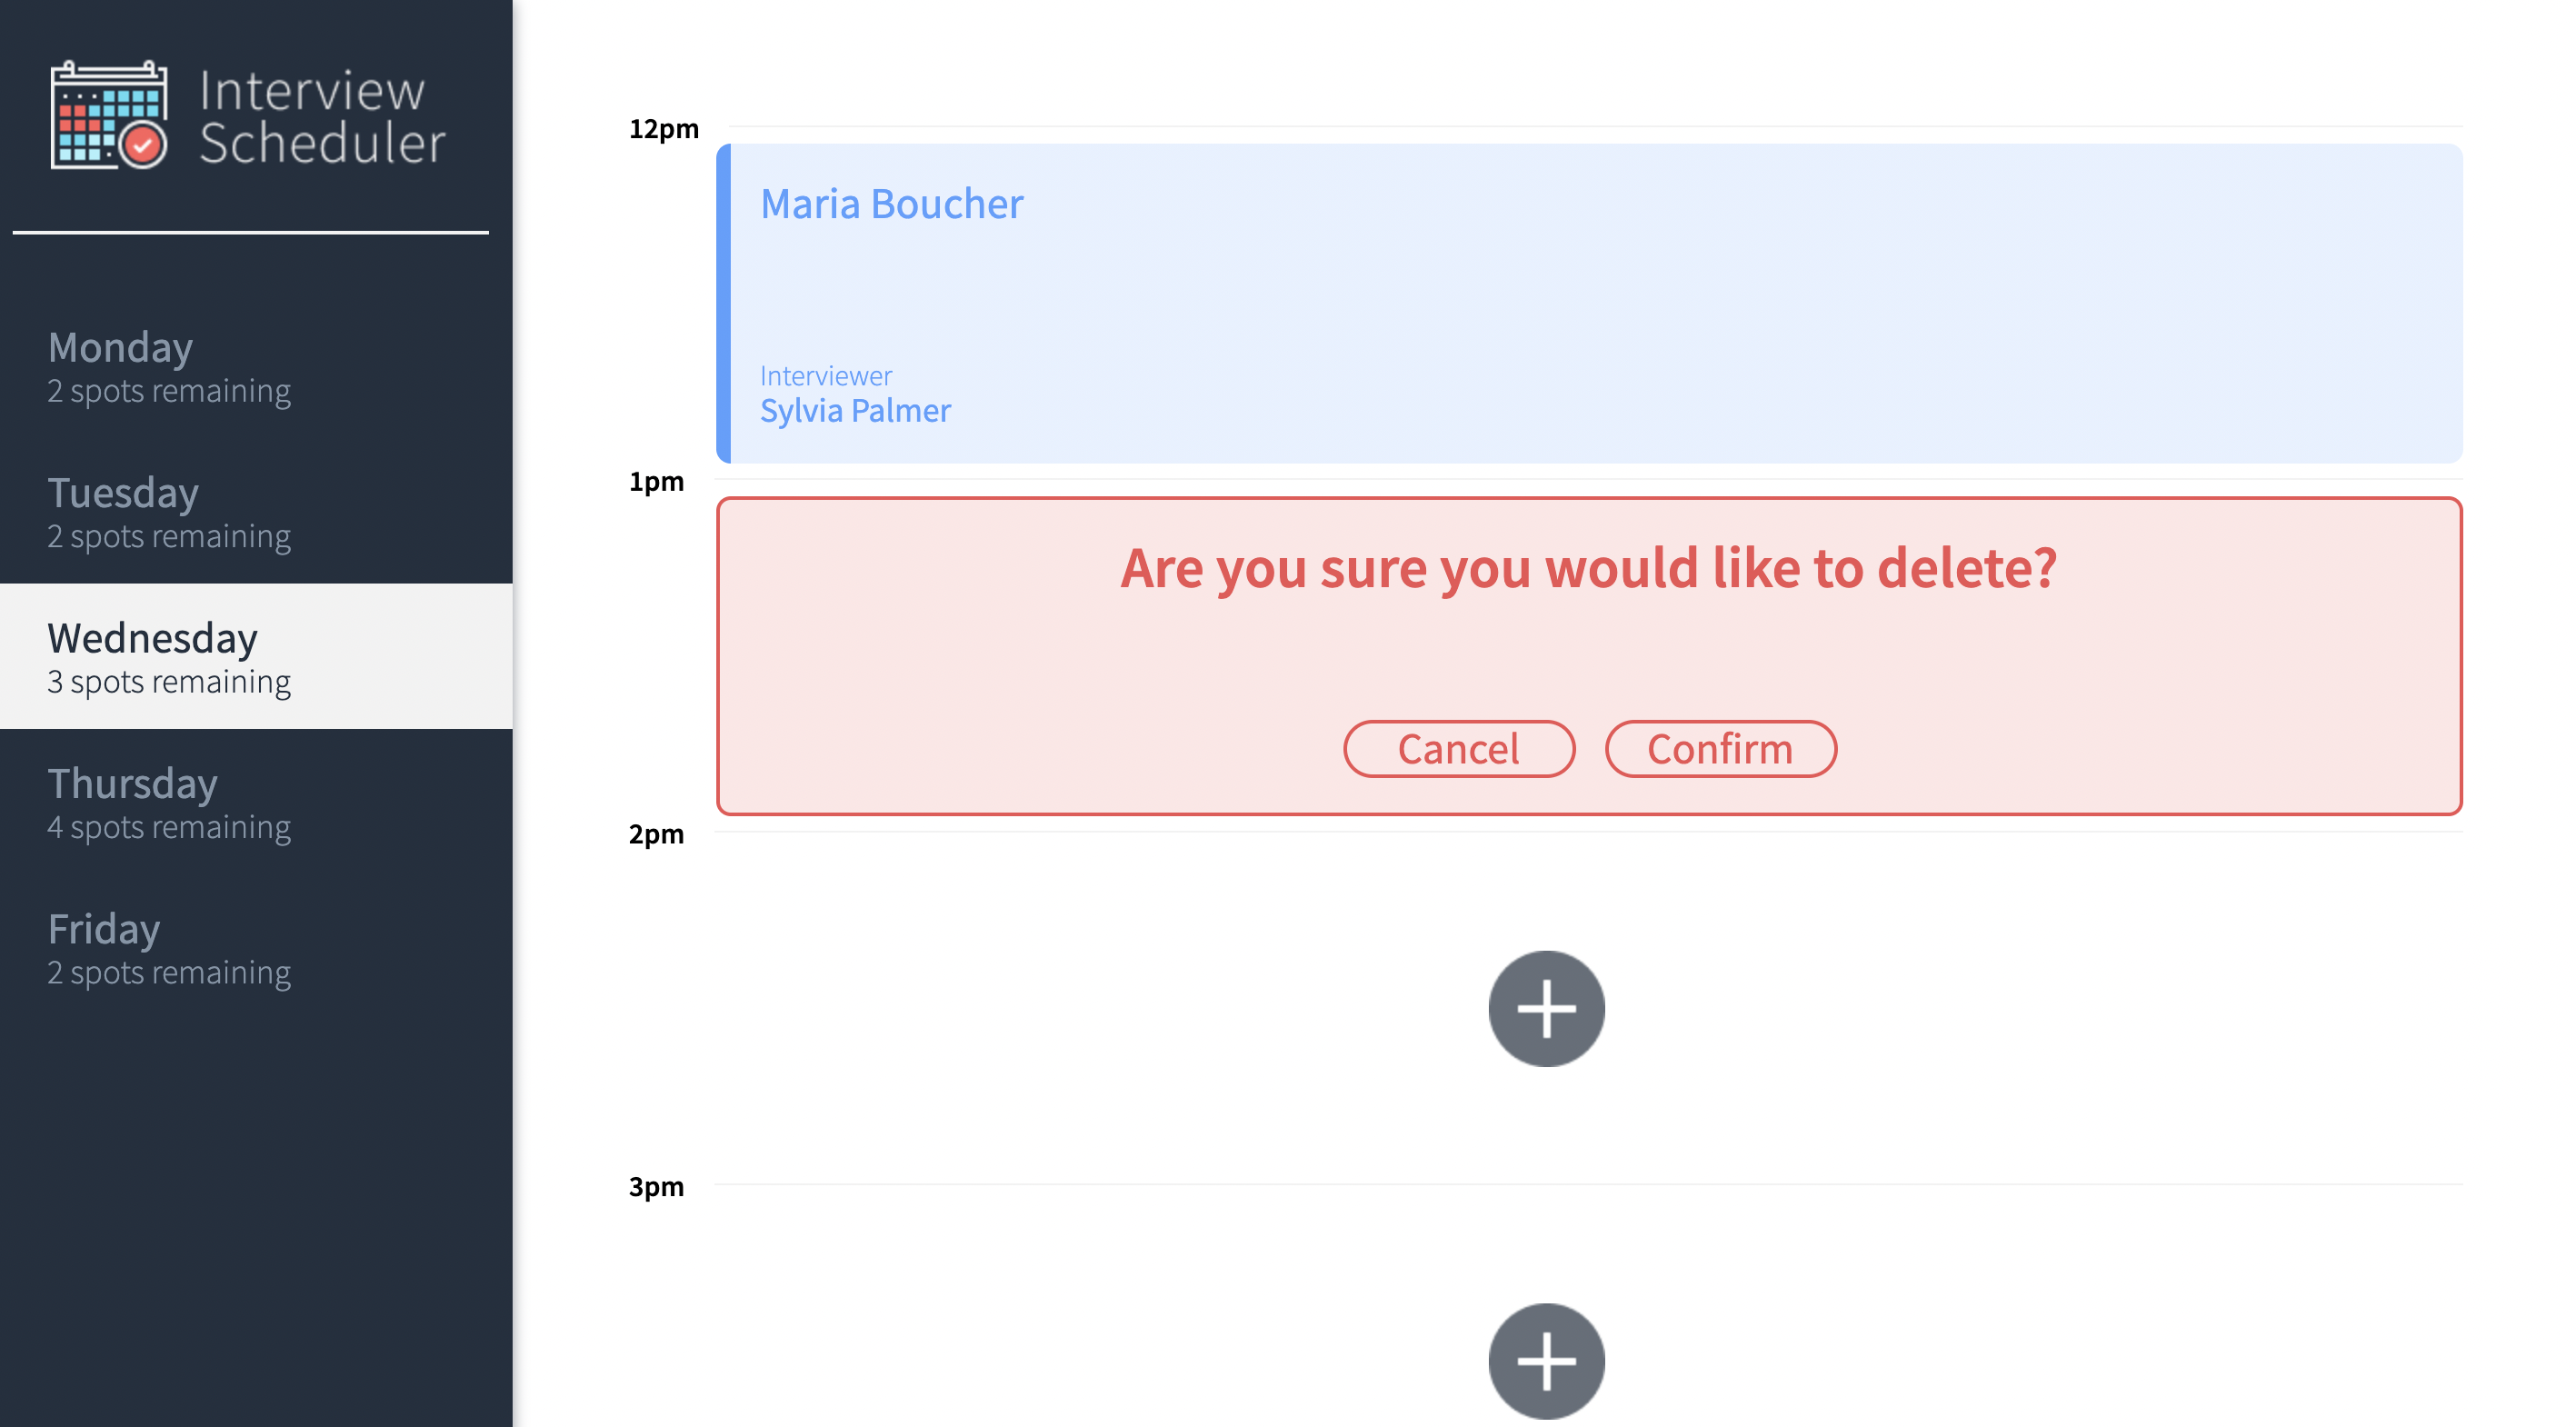 Interview
Scheduler
Monday
2 spots remaining
Tuesday
2 spots remaining
Wednesday
3 spots remaining
Thursday
4 spots remaining
Friday
2 spots remaining
12pm
Maria Boucher
Interviewer
Sylvia Palmer
1pm
Are you sure you would like to delete?
Cancel Confirm
2pm
3pm